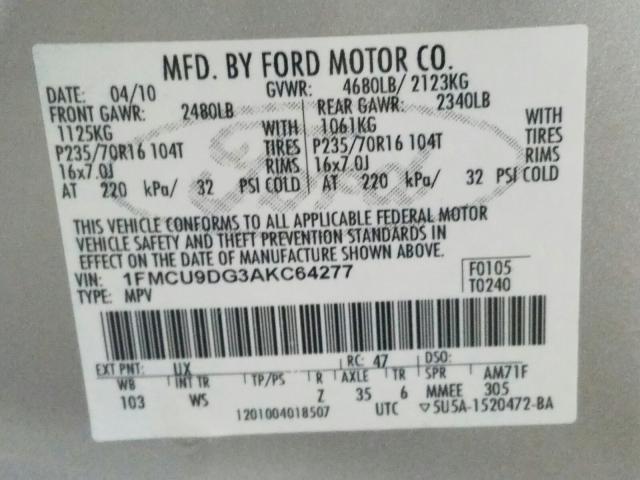 MFD. BY FORD MOTOR CO.
DATE: 04/10 GVWR: 4680LB/ 2123KG
FRONT GAWR: 2480LB REAR GAWR: 2340LB
1125KG WITH 1061KG WITH
P235/70R16 104T TIRES P235/70R16 104T TIRES
16x7.0J RIMS 16x7.0J RIMS
AT 220 kPa/ 32 PSI COLD AT 220 kPa/ 32 PSI COLD
THIS VEHICLE CONFORMS TO ALL APPLICABLE FEDERAL MOTOR
VEHICLE SAFETY AND THEFT PREVENTION STANDARDS IN
EFFECT ON THE DATE OF MANUFACTURE SHOWN ABOVE.
VIN: 1FMCU9DG3AKC64277 F0105
TYPE: MPV T0240
EXT PNT: UX RC: 47 DSO:
WB INT TR TP/PS R AXLE TR SPR AM71F
103 WS Z 35 6 MMEE 305
1201004018507 UTC ▽5U5A-1520472-BA
Ford